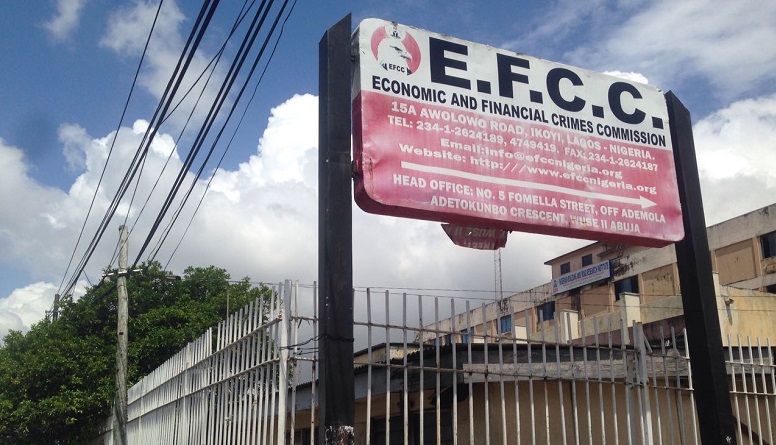 EFCC
E.F.C.C.
ECONOMIC AND FINANCIAL CRIMES COMMISSION
15A AWOLOWO ROAD, IKOYI, LAGOS - NIGERIA.
TEL: 234-1-2624189, 4749419. FAX: 234-1-2624187
Email:info@efccnigeria.org
Website: http:///www.efccnigeria.org
HEAD OFFICE: NO. 5 FOMELLA STREET, OFF ADEMOLA
ADETOKUNBO CRESCENT, WUSE II ABUJA